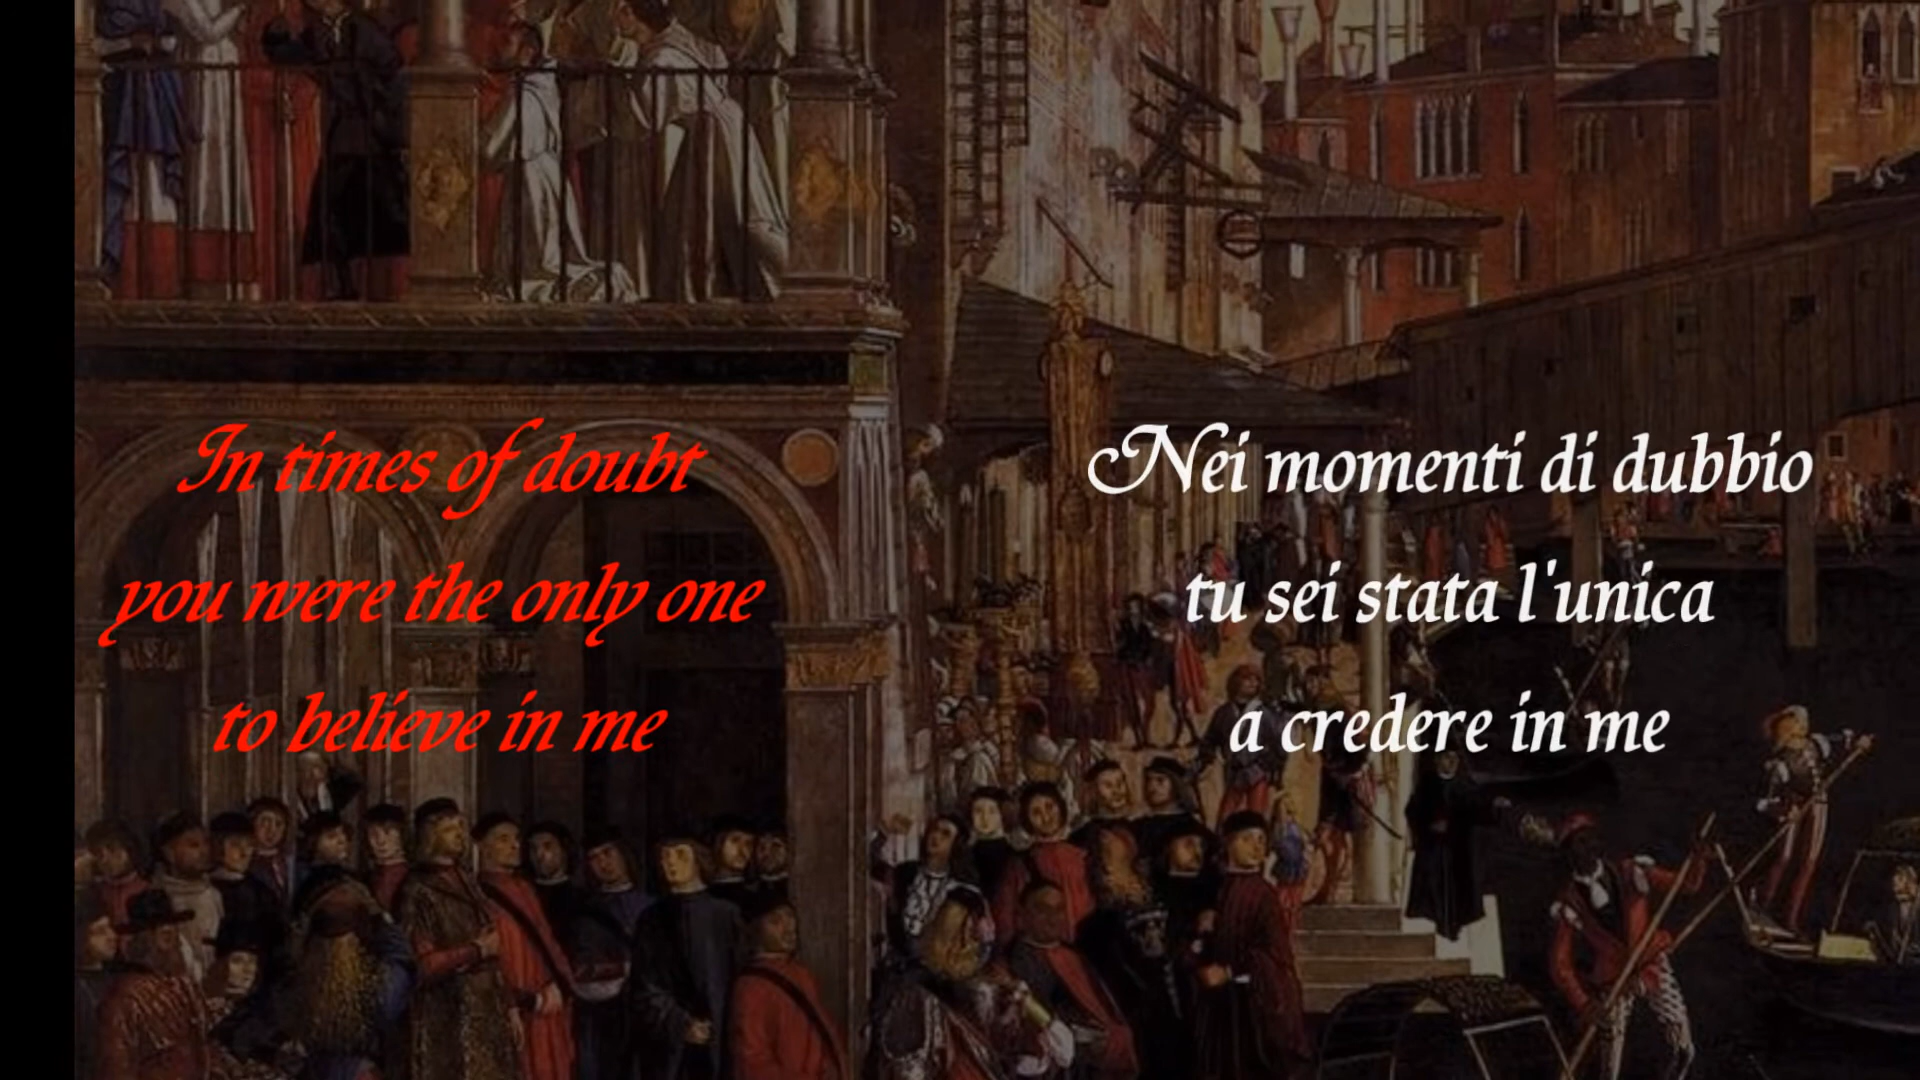 In times of doubt
you were the only one
to believe in me
Nei momenti di dubbio
tu sei stata l'unica
a credere in me